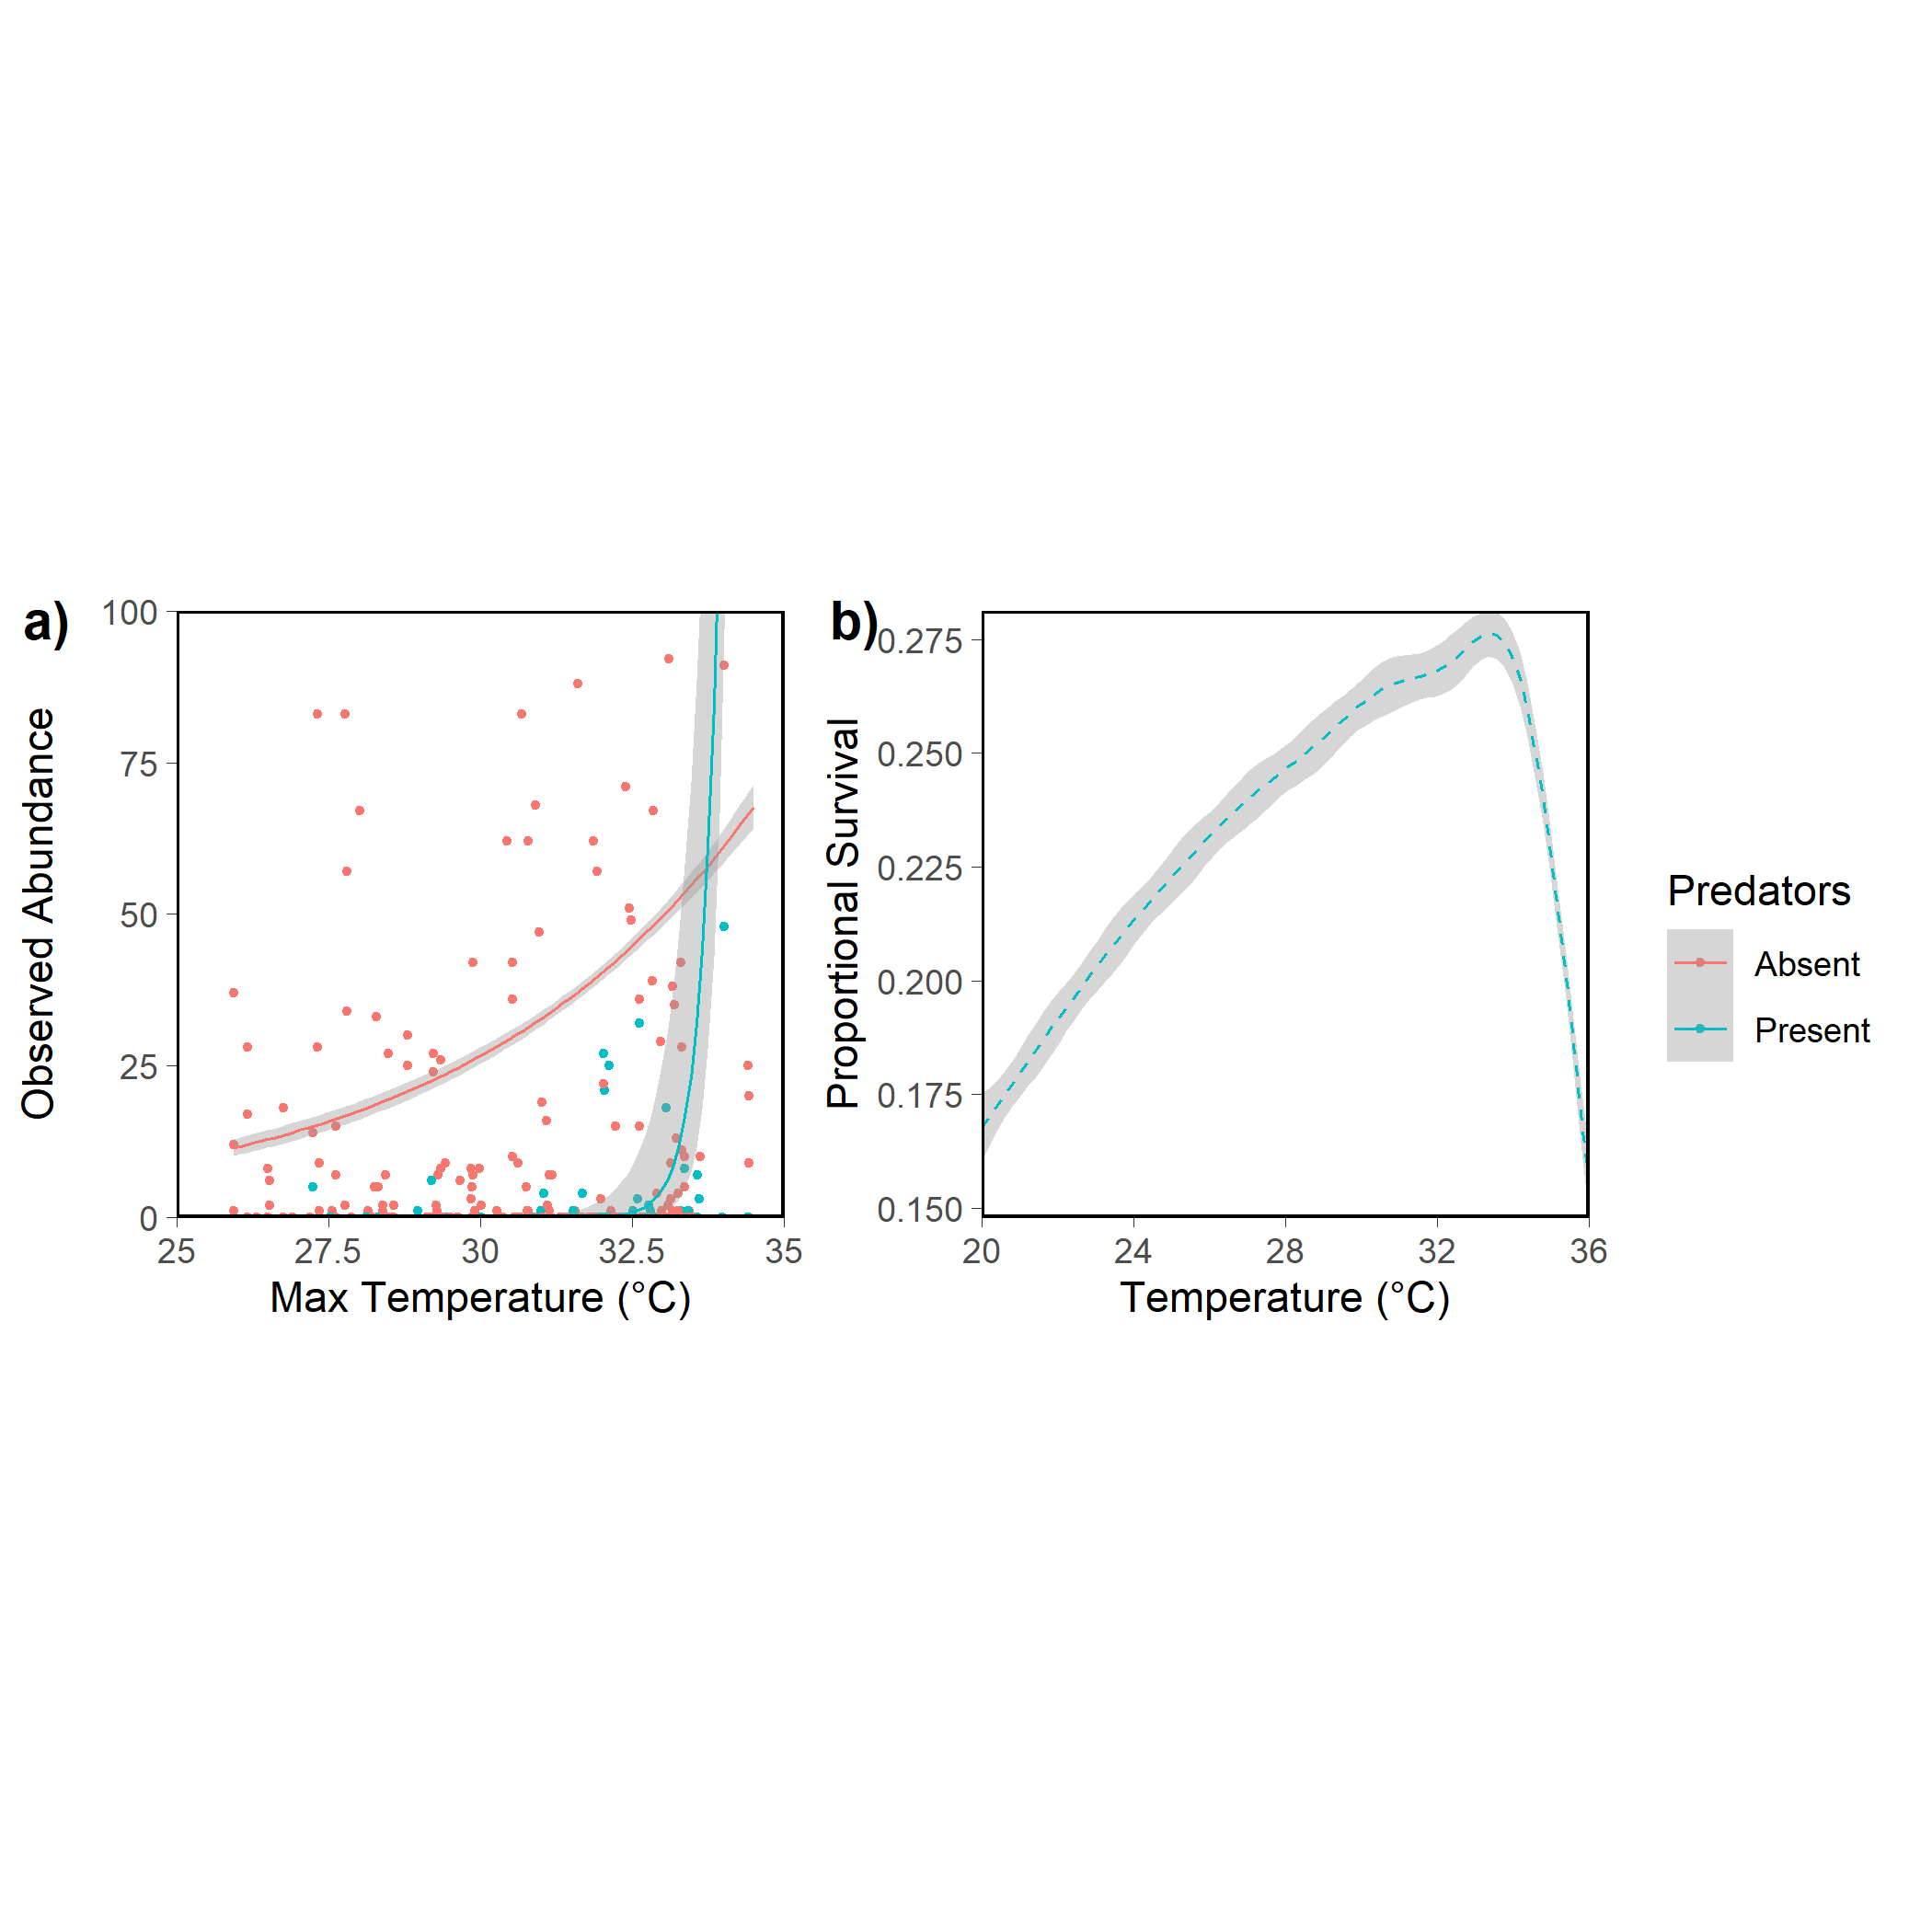 a)
Observed Abundance
100
75
50
25
0
25 27.5 30 32.5 35
Max Temperature (°C)
b)
Proportional Survival
0.275
0.250
0.225
0.200
0.175
0.150
20 24 28 32 36
Temperature (°C)
Predators
Absent
Present